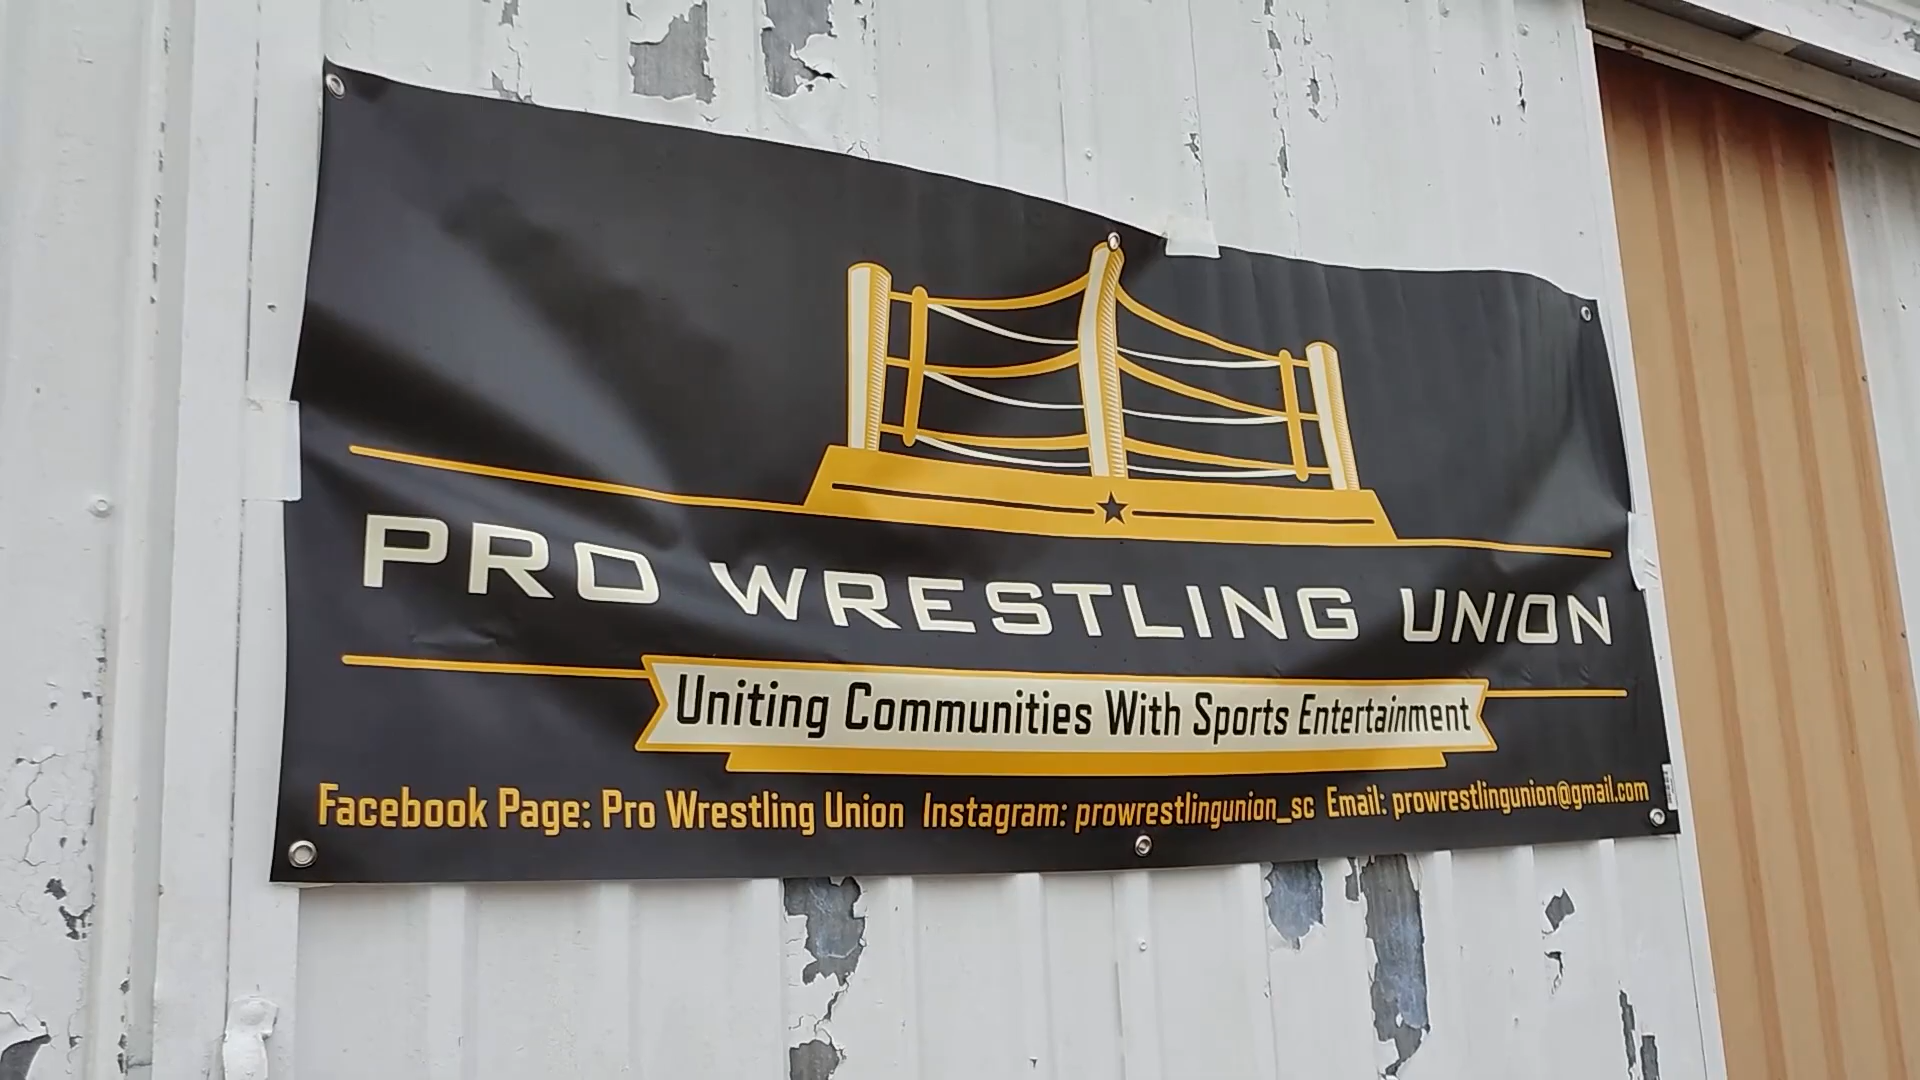 PRO WRESTLING UNION
Uniting Communities With Sports Entertainment
Facebook Page: Pro Wrestling Union Instagram: prowrestlingunion_sc Email: prowrestlingunion@gmail.com